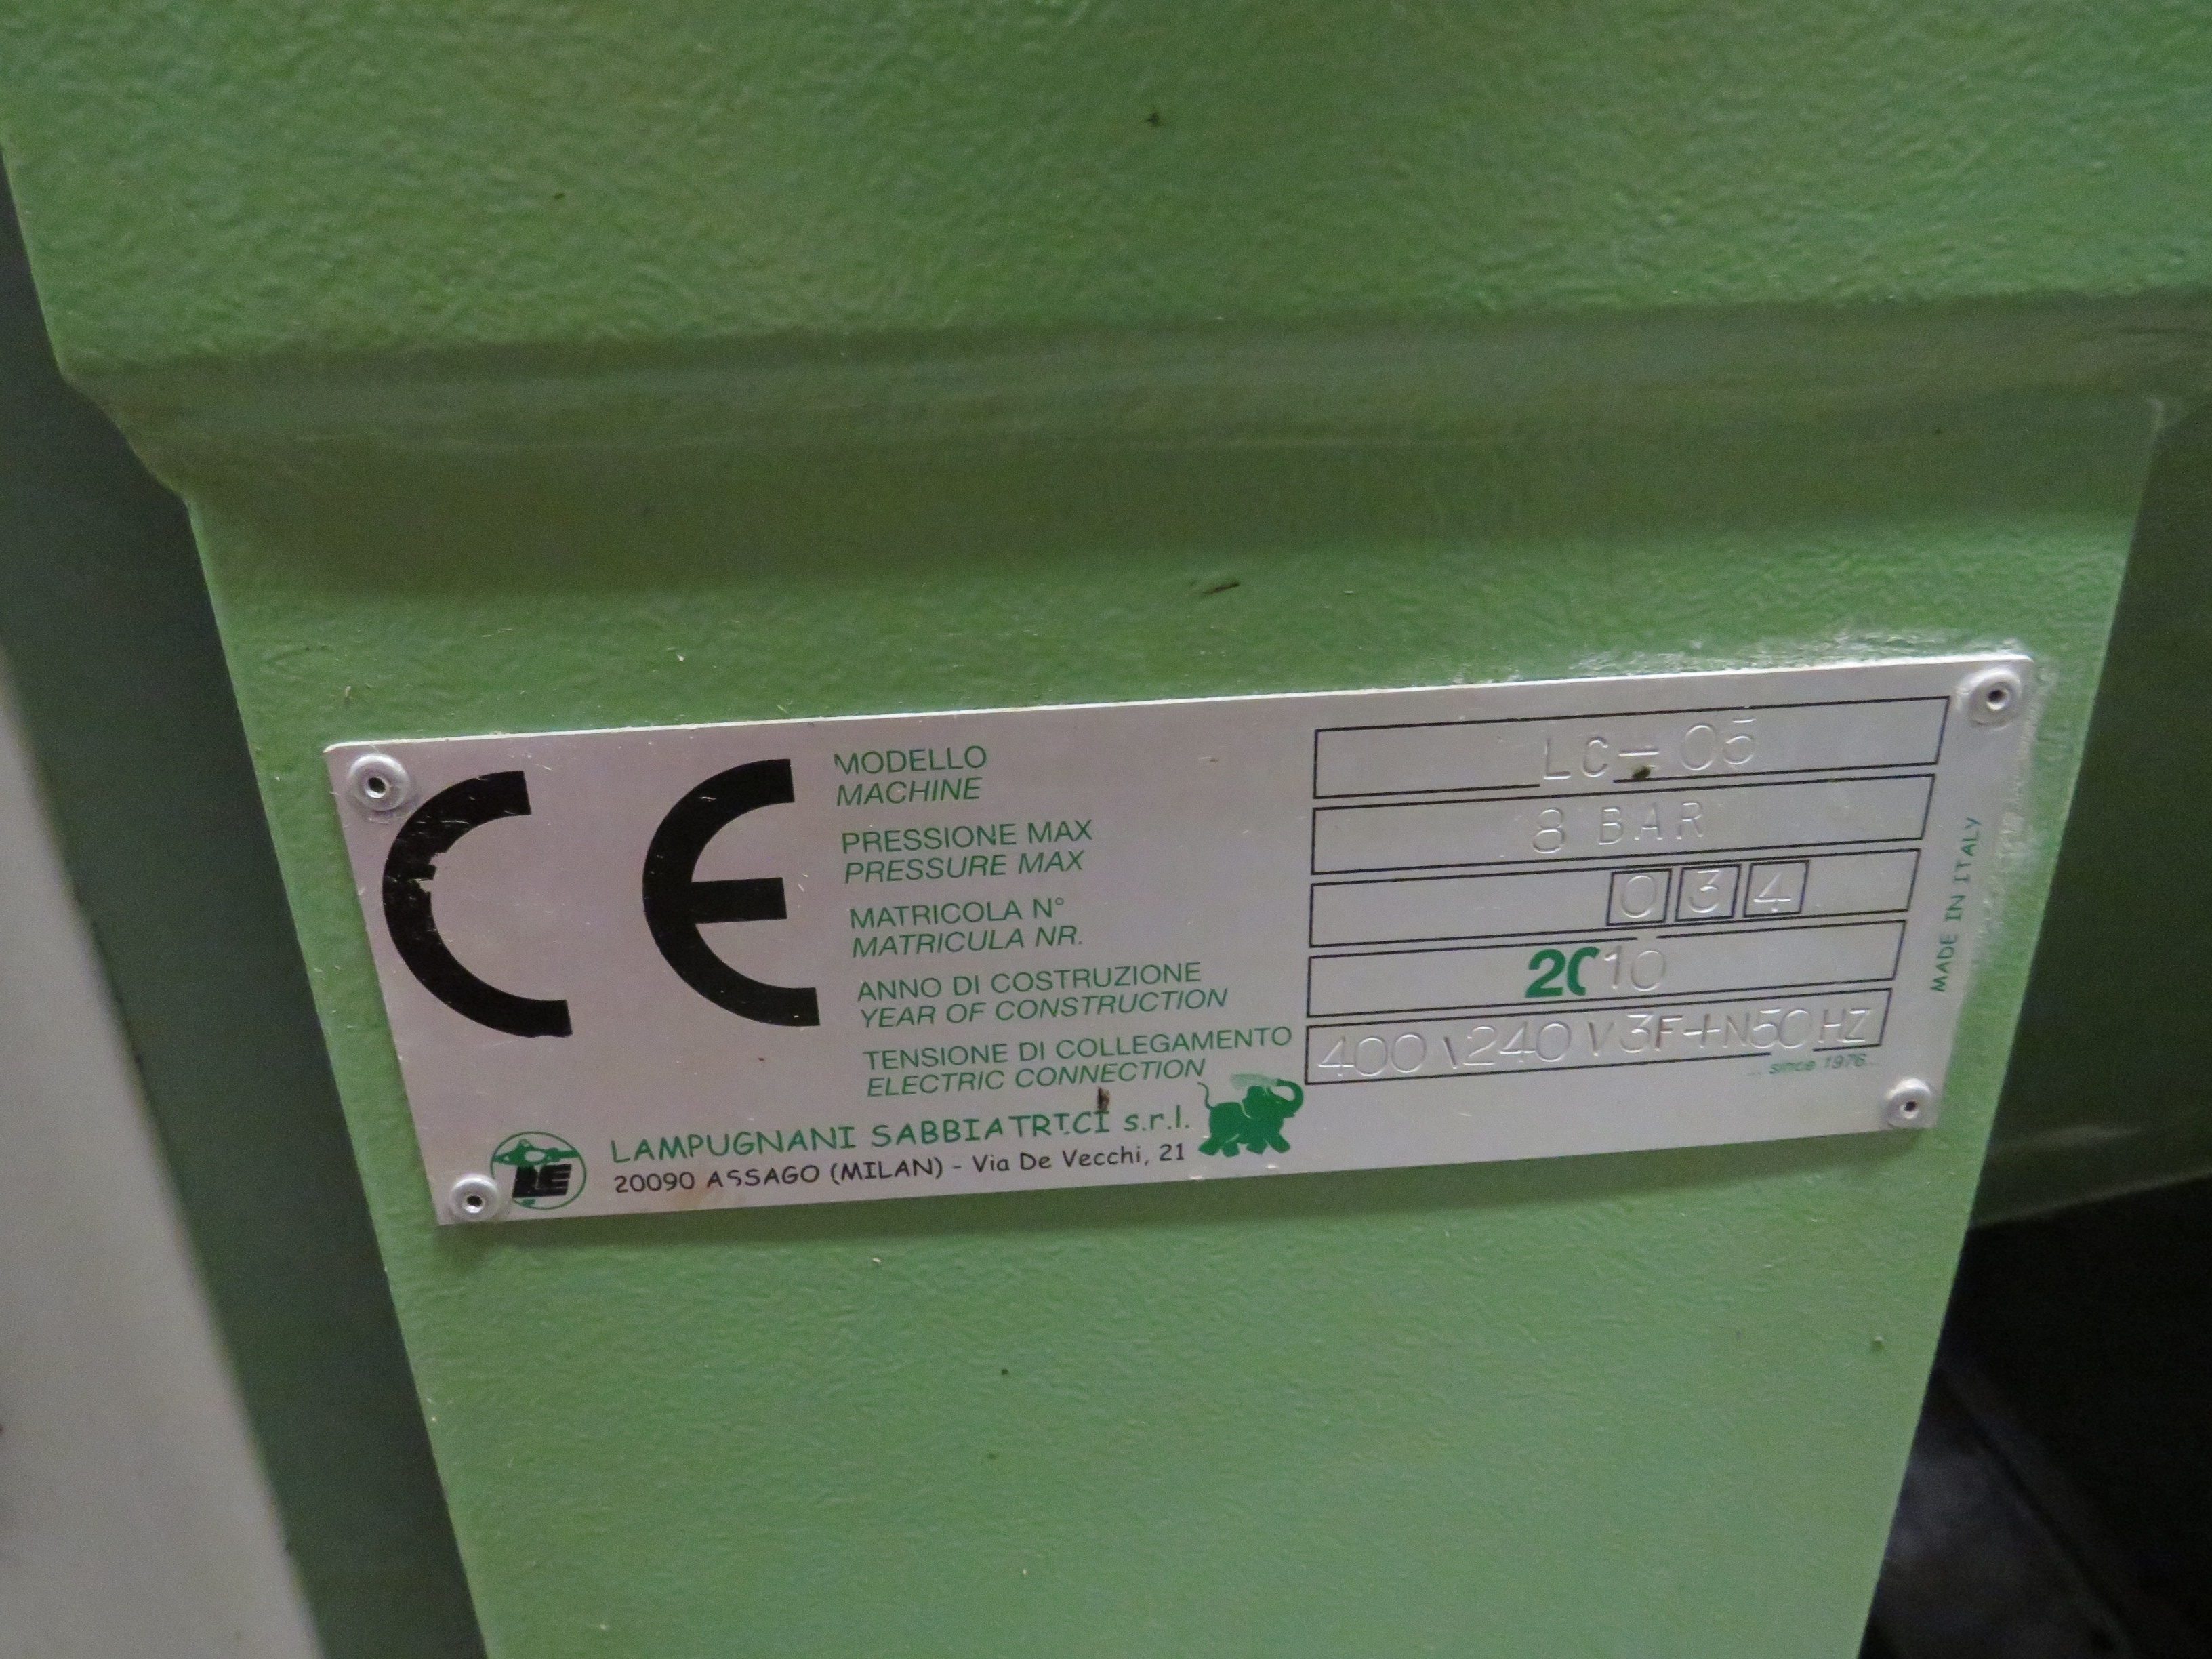 CE
MODELLO
MACHINE
LC-05
PRESSIONE MAX
PRESSURE MAX
8 BAR
MATRICOLA N°
MATRICULA NR.
034
ANNO DI COSTRUZIONE
YEAR OF CONSTRUCTION
2010
TENSIONE DI COLLEGAMENTO
ELECTRIC CONNECTION
400\240 V 3F+N50 HZ
... since 1976...
LAMPUGNANI SABBIATRICI s.r.l.
20090 ASSAGO (MILAN) - Via De Vecchi, 21
MADE IN ITALY